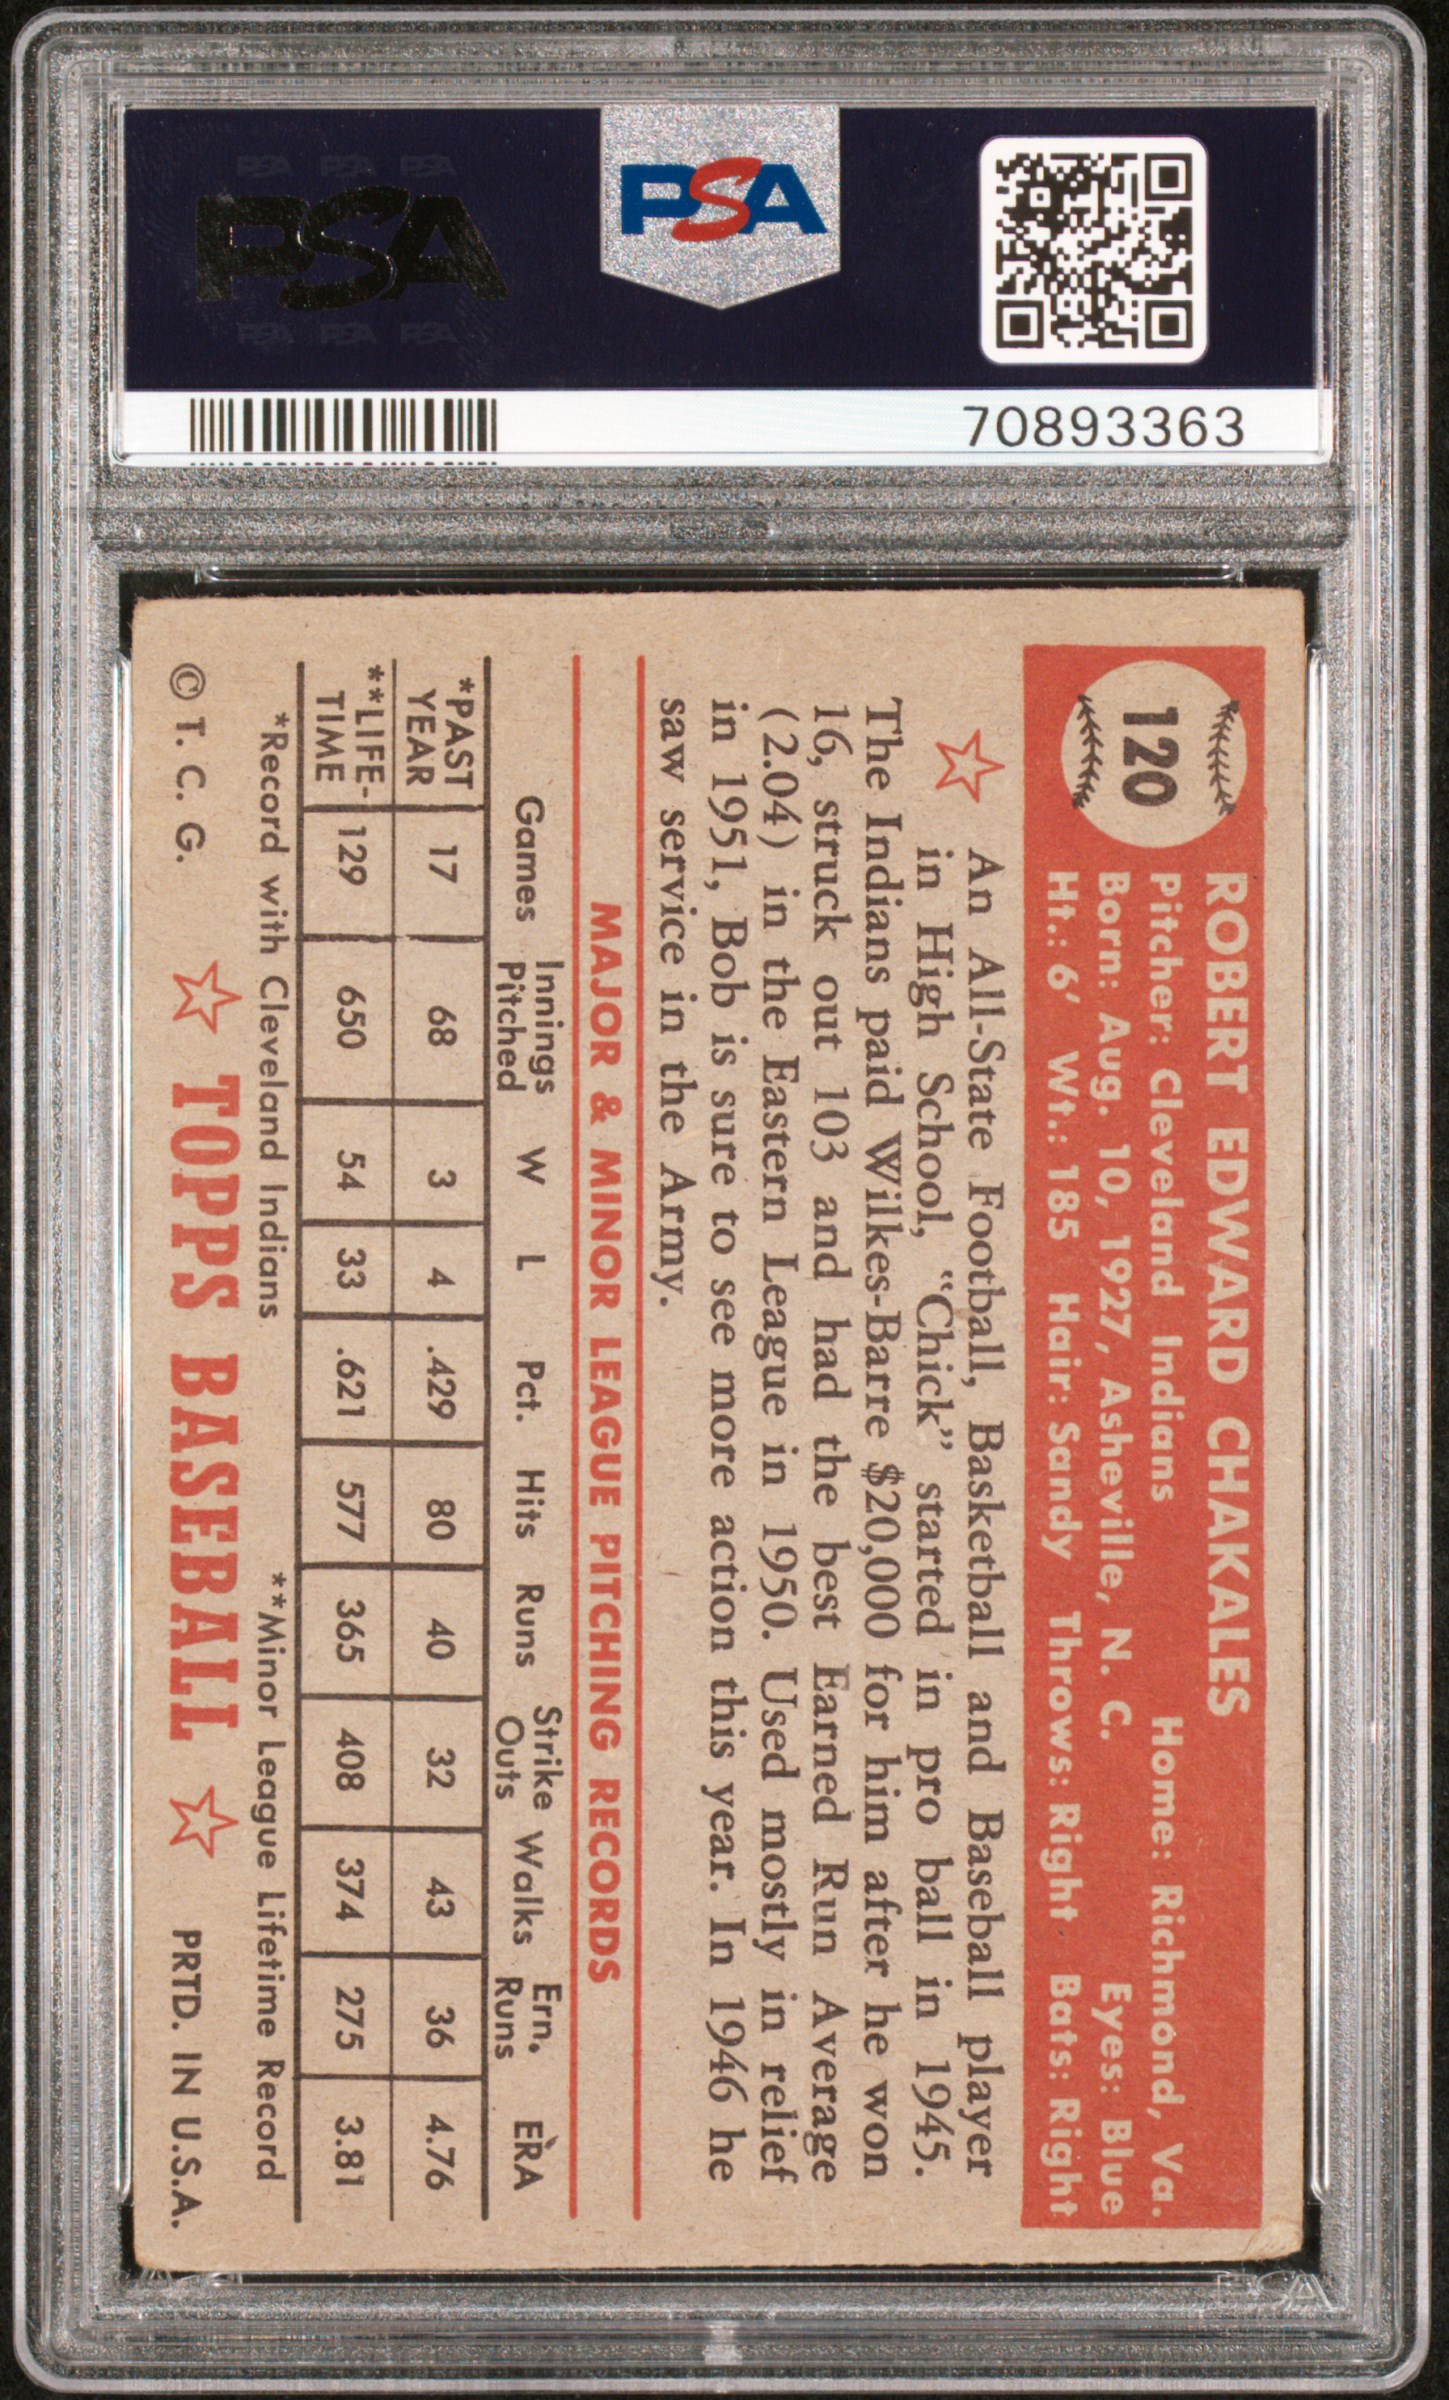 PSA PSA PSA
PSA
PSA PSA PSA
PSA
70893363
120
ROBERT EDWARD CHAKALES
Pitcher: Cleveland Indians Home: Richmond, Va.
Born: Aug. 10, 1927, Asheville, N. C. Eyes: Blue
Ht.: 6' Wt.: 185 Hair: Sandy Throws: Right Bats: Right
An All-State Football, Basketball and Baseball player
in High School, "Chick" started in pro ball in 1945.
The Indians paid Wilkes-Barre $20,000 for him after he won
16, struck out 103 and had the best Earned Run Average
(2.04) in the Eastern League in 1950. Used mostly in relief
in 1951, Bob is sure to see more action this year. In 1946 he
saw service in the Army.
MAJOR & MINOR LEAGUE PITCHING RECORDS
Games Innings Pitched W L Pct. Hits Runs Strike Outs Walks Ern. Runs ERA
*PAST YEAR 17 68 3 4 .429 80 40 32 43 36 4.76
**LIFE-TIME 129 650 54 33 .621 577 365 408 374 275 3.81
*Record with Cleveland Indians **Minor League Lifetime Record
© T. C. G. ☆ TOPPS BASEBALL ☆ PRTD. IN U.S.A.
PSA